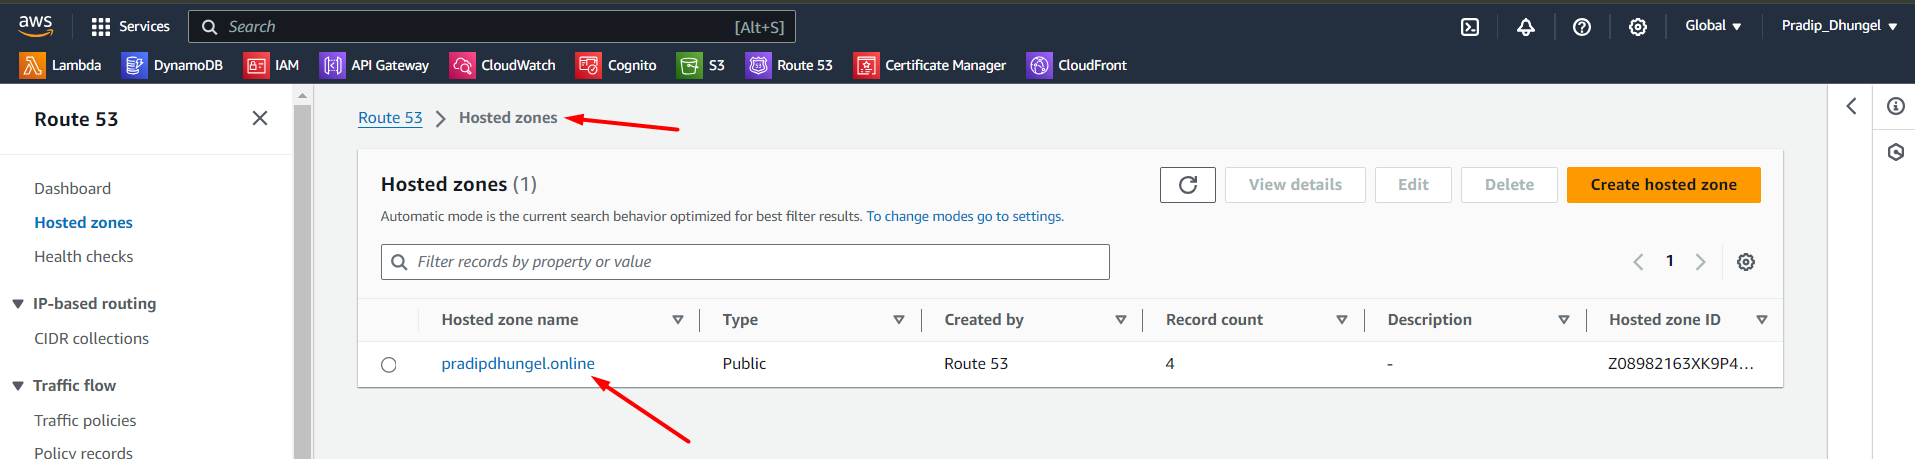 aws Services Search [Alt+S] Global Pradip_Dhungel
Lambda DynamoDB IAM API Gateway CloudWatch Cognito S3 Route 53 Certificate Manager CloudFront
Route 53
Dashboard
Hosted zones
Health checks
IP-based routing
CIDR collections
Traffic flow
Traffic policies
Policy records
Route 53 Hosted zones
Hosted zones (1)
View details Edit Delete Create hosted zone
Automatic mode is the current search behavior optimized for best filter results. To change modes go to settings.
Filter records by property or value
1
Hosted zone name Type Created by Record count Description Hosted zone ID
pradipdhungel.online Public Route 53 4 - Z08982163XK9P4...